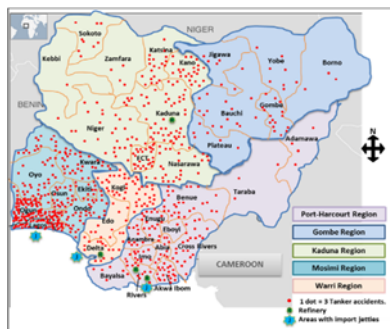 NIGER
Sokoto
Kebbi
Zamfara
Katsina
Kano
Jigawa
Yobe
Borno
BENIN
Kaduna
Bauchi
Gombe
Niger
Plateau
Adamawa
FCT
Nasarawa
Kwara
Oyo
Osun
Ekiti
Ondo
Kogi
Benue
Taraba
Edo
Enugu
Ebonyi
Anambra
Abia
Cross Rivers
Delta
Imo
Bayelsa
Rivers
Akwa Ibom
CAMEROON
Port-Harcourt Region
Gombe Region
Kaduna Region
Mosimi Region
Warri Region
1 dot = 3 Tanker accidents.
Refinery
Areas with Import Jetties